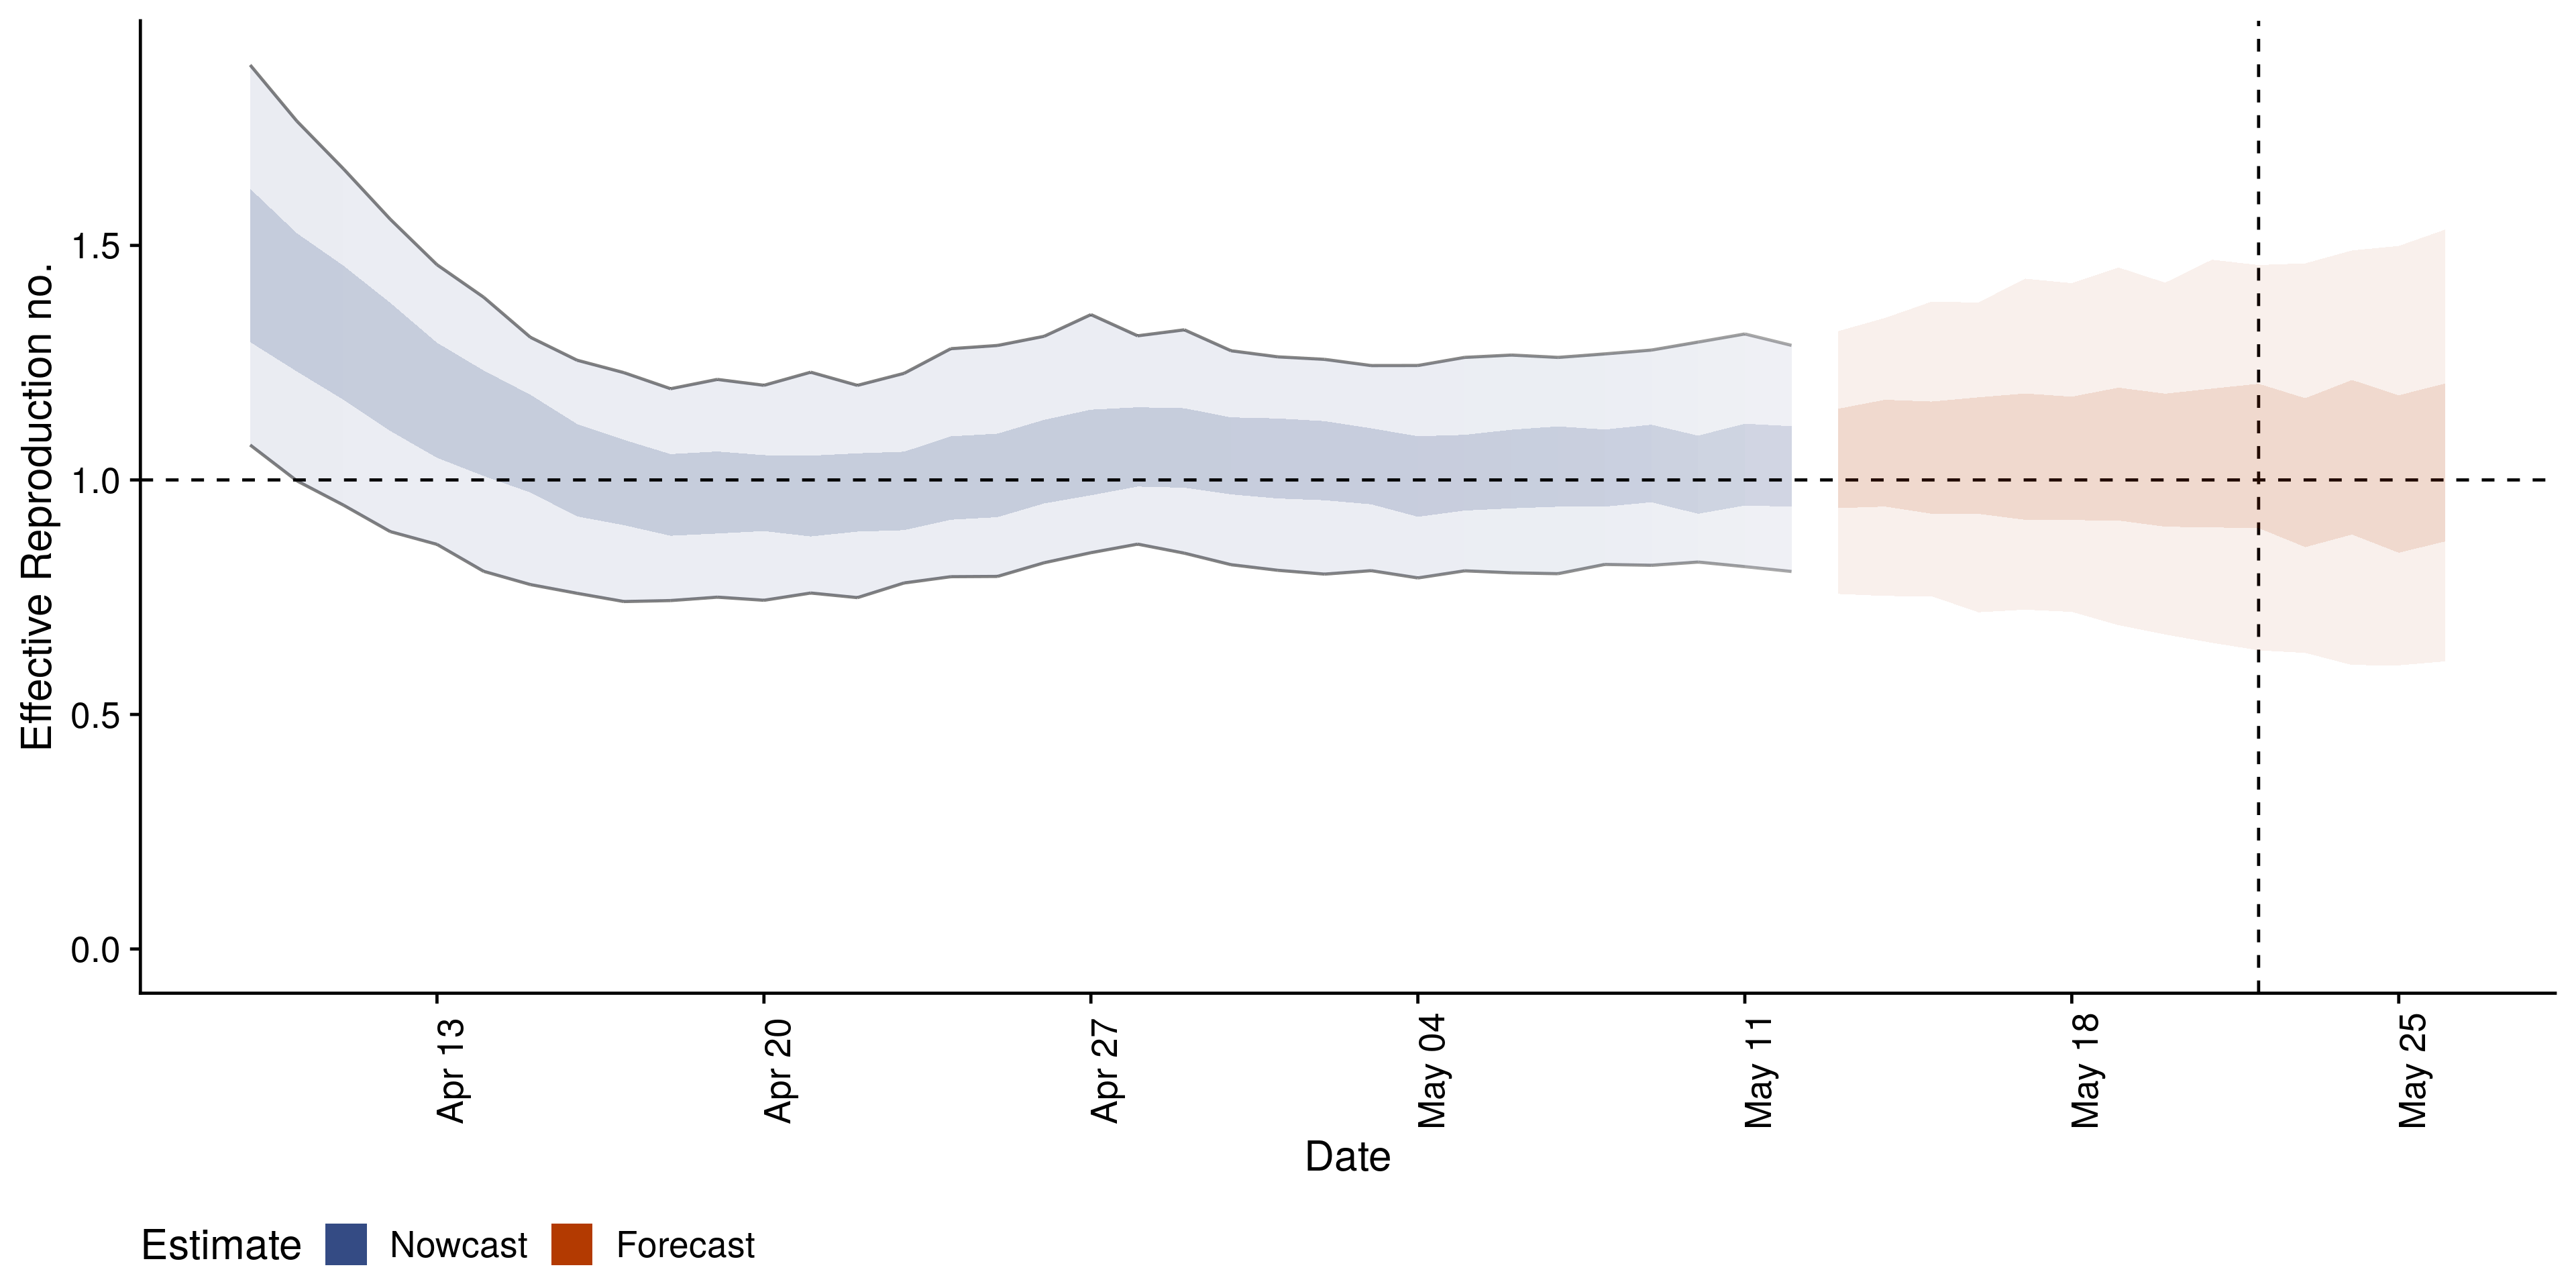 Effective Reproduction no.
1.5
1.0
0.5
0.0
Apr 13
Apr 20
Apr 27
May 04
May 11
May 18
May 25
Date
Estimate Nowcast Forecast